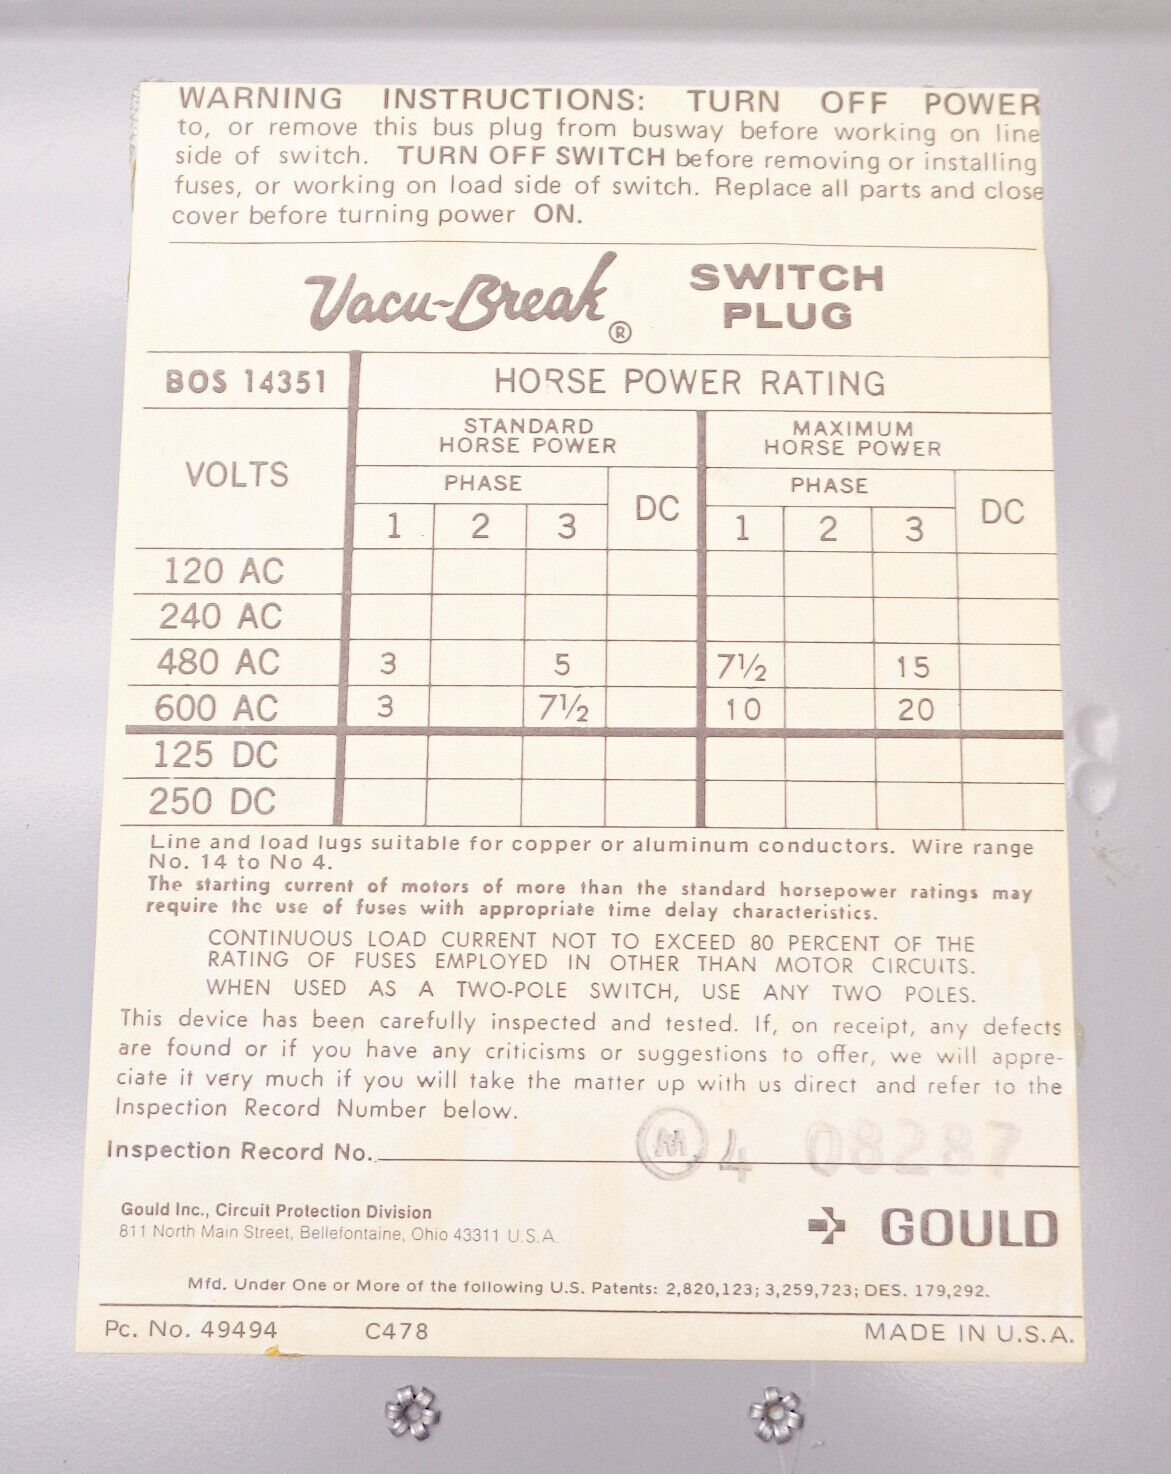 WARNING INSTRUCTIONS: TURN OFF POWER
to, or remove this bus plug from busway before working on line
side of switch. TURN OFF SWITCH before removing or installing
fuses, or working on load side of switch. Replace all parts and close
cover before turning power ON.
Vacu-Break® SWITCH
PLUG
BOS 14351 HORSE POWER RATING
VOLTS STANDARD HORSE POWER MAXIMUM HORSE POWER
PHASE DC PHASE DC
1 2 3 1 2 3
120 AC
240 AC
480 AC 3 5 7½ 15
600 AC 3 7½ 10 20
125 DC
250 DC
Line and load lugs suitable for copper or aluminum conductors. Wire range
No. 14 to No 4.
The starting current of motors of more than the standard horsepower ratings may
require the use of fuses with appropriate time delay characteristics.
CONTINUOUS LOAD CURRENT NOT TO EXCEED 80 PERCENT OF THE
RATING OF FUSES EMPLOYED IN OTHER THAN MOTOR CIRCUITS.
WHEN USED AS A TWO-POLE SWITCH, USE ANY TWO POLES.
This device has been carefully inspected and tested. If, on receipt, any defects
are found or if you have any criticisms or suggestions to offer, we will appre-
ciate it very much if you will take the matter up with us direct and refer to the
Inspection Record Number below.
Inspection Record No. M 4 08287
Gould Inc., Circuit Protection Division
811 North Main Street, Bellefontaine, Ohio 43311 U.S.A.
GOULD
Mfd. Under One or More of the following U.S. Patents: 2,820,123; 3,259,723; DES. 179,292.
Pc. No. 49494 C478 MADE IN U.S.A.